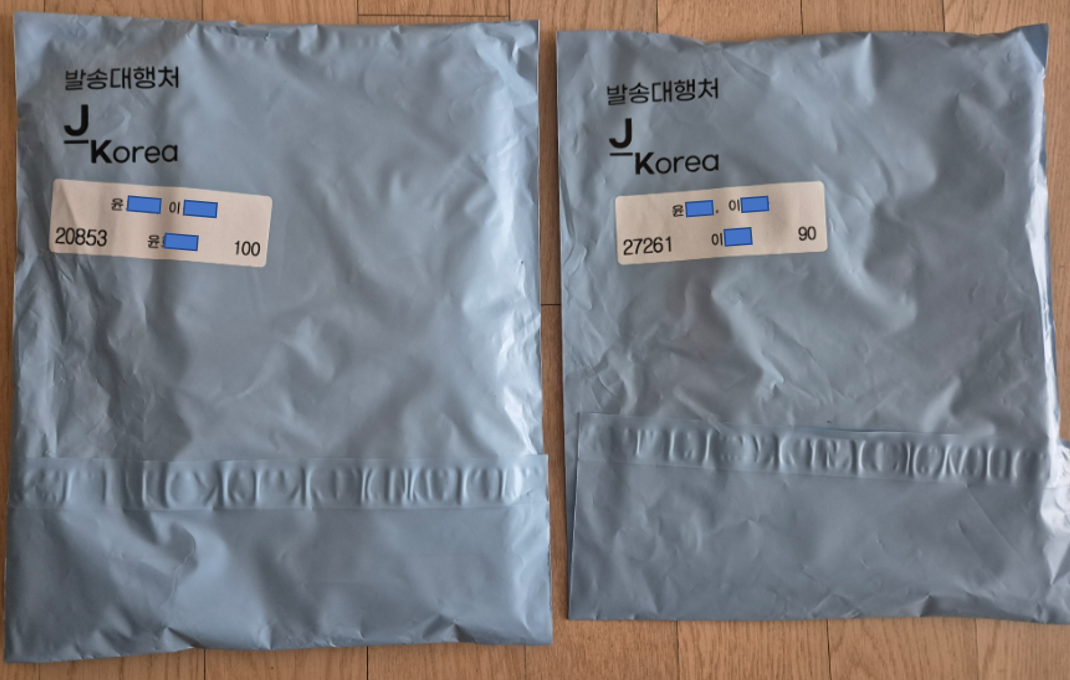 발송대행처
J
Korea
윤 이
20853 윤 100
발송대행처
J
Korea
윤 . 이
27261 이 90